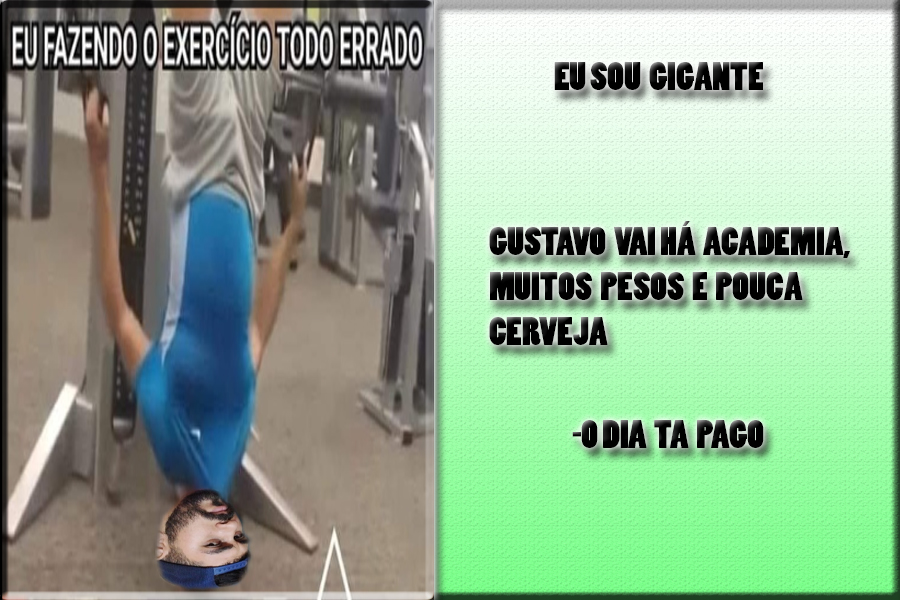 EU FAZENDO O EXERCÍCIO TODO ERRADO
EU SOU GIGANTE
GUSTAVO VAI HÁ ACADEMIA,
MUITOS PESOS E POUCA
CERVEJA
-O DIA TA PAGO